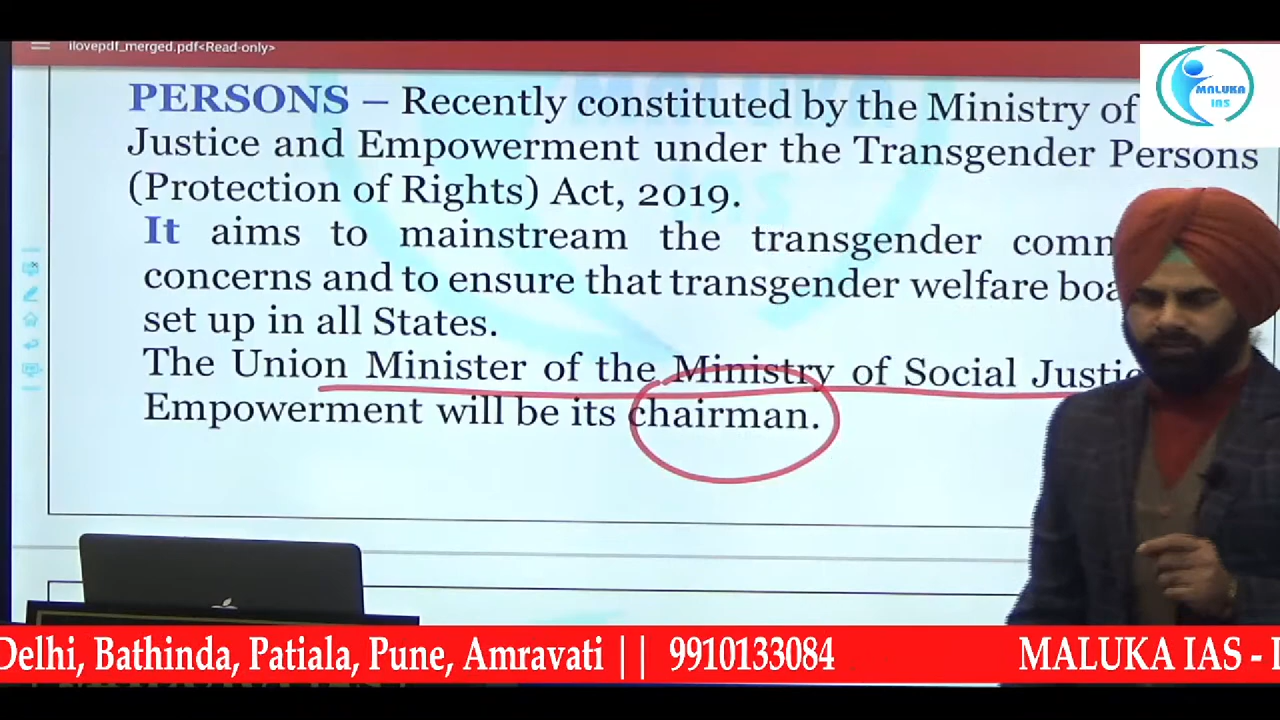 ilovepdf_merged.pdf<Read-only>
MALUKA
IAS
PERSONS – Recently constituted by the Ministry of
Justice and Empowerment under the Transgender Persons
(Protection of Rights) Act, 2019.
It aims to mainstream the transgender comm
concerns and to ensure that transgender welfare boa
set up in all States.
The Union Minister of the Ministry of Social Justic
Empowerment will be its chairman.
Delhi, Bathinda, Patiala, Pune, Amravati || 9910133084
MALUKA IAS -